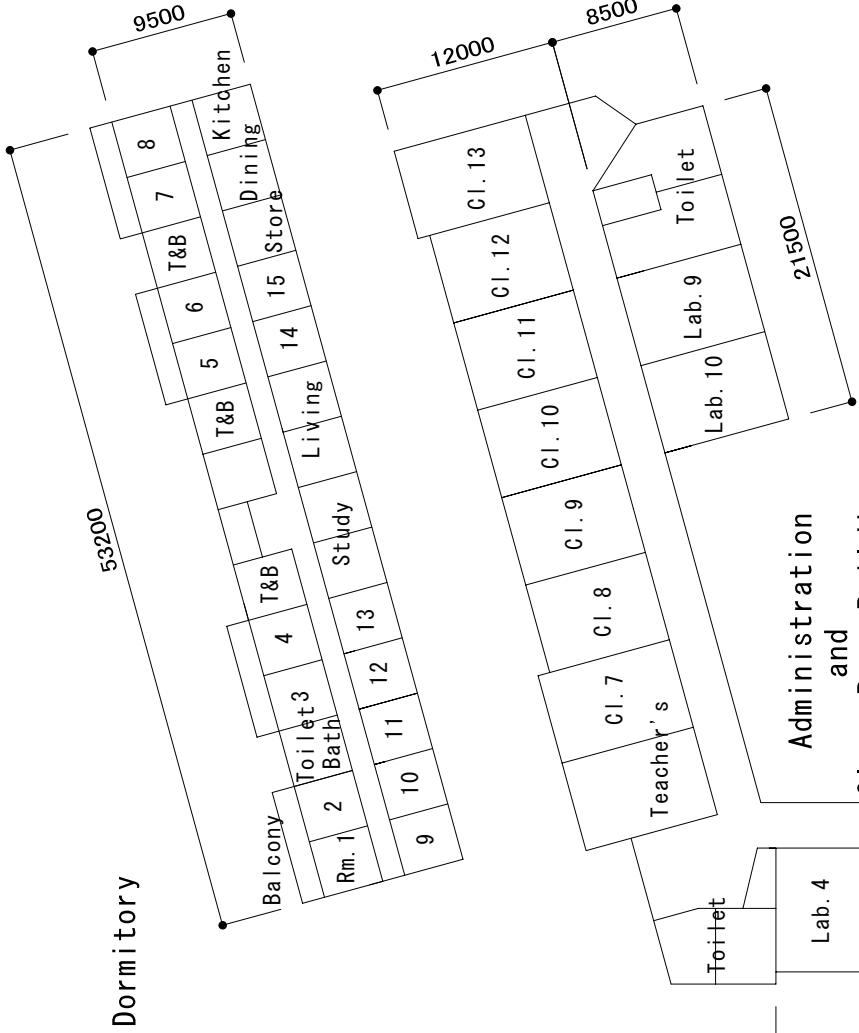 9500
8500
12000
Kitchen
8
Dining
7
Cl. 13
Toilet
T&B
Store
Cl. 12
6
15
21500
5
14
Cl. 11
Lab. 9
T&B
Living
Lab. 10
Cl. 10
53200
Study
Cl. 9
T&B
13
Cl. 8
4
12
Administration
and
3
Toilet
Bath
11
Cl. 7
Teacher's
2
10
Balcony
Rm. 1
9
Dormitory
Toilet
Lab. 4